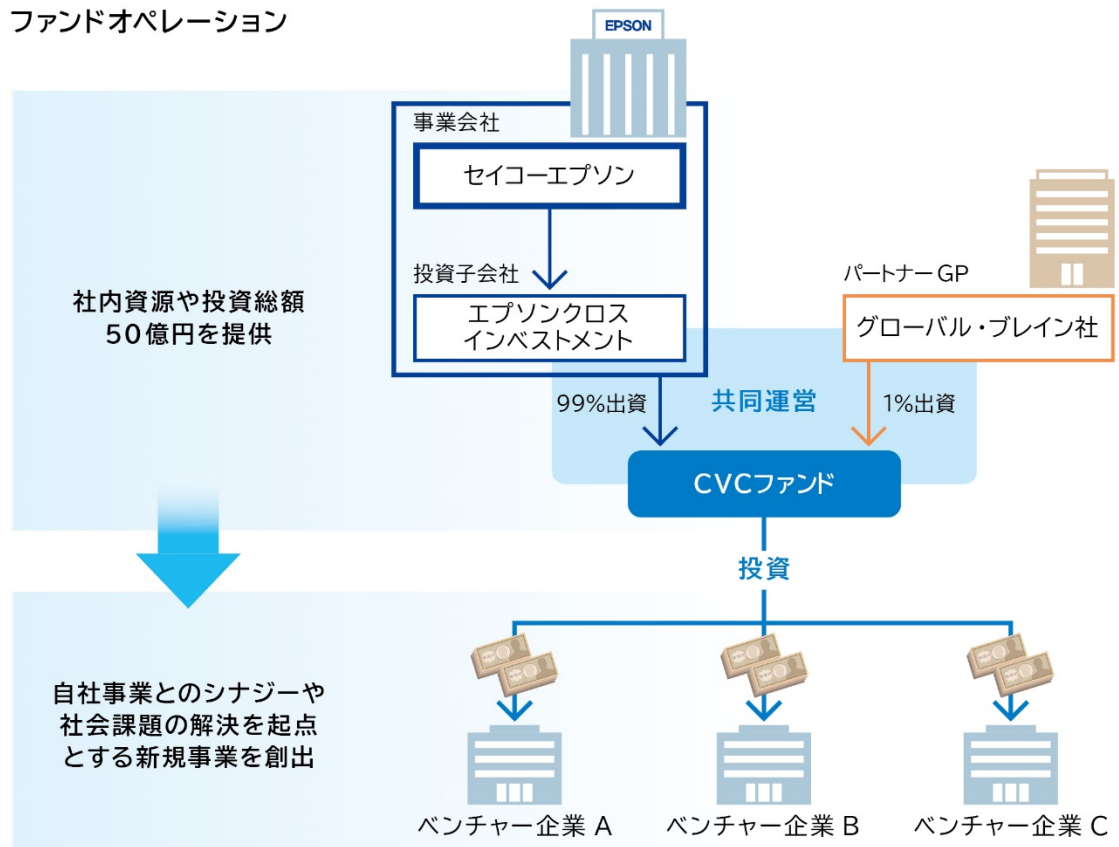 ファンドオペレーション
EPSON
事業会社
セイコーエプソン
投資子会社
エプソンクロス
インベストメント
パートナーGP
グローバル・ブレイン社
社内資源や投資総額
50億円を提供
99%出資
共同運営
1%出資
CVCファンド
投資
自社事業とのシナジーや
社会課題の解決を起点
とする新規事業を創出
ベンチャー企業 A
ベンチャー企業 B
ベンチャー企業 C